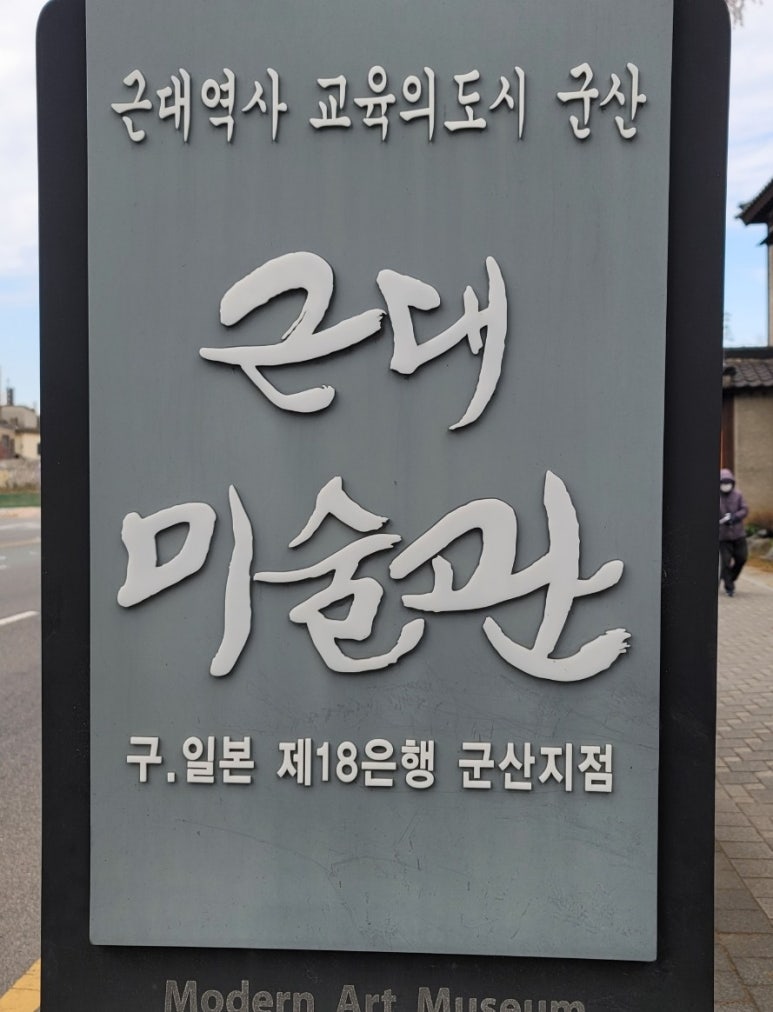 근대역사 교육의도시 군산
근대
미술관
구.일본 제18은행 군산지점
Modern Art Museum